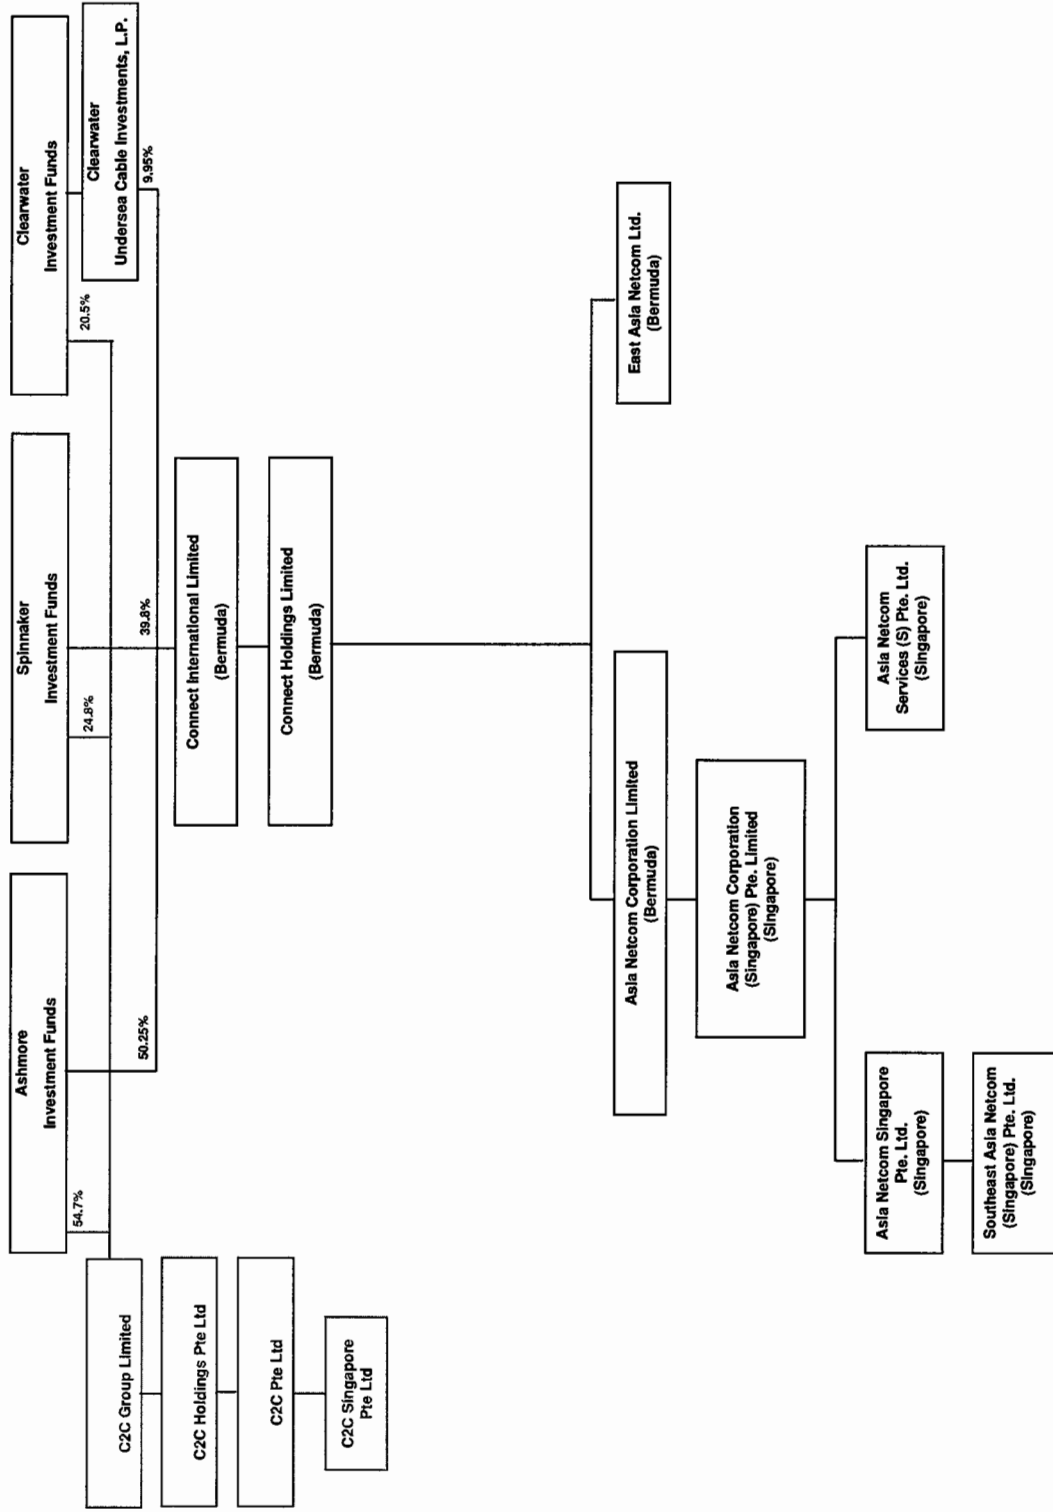 Ashmore
Investment Funds
Spinnaker
Investment Funds
Clearwater
Investment Funds
54.7%
24.8%
20.5%
Clearwater
Undersea Cable Investments, L.P.
50.25%
39.8%
9.95%
C2C Group Limited
C2C Holdings Pte Ltd
C2C Pte Ltd
C2C Singapore
Pte Ltd
Connect International Limited
(Bermuda)
Connect Holdings Limited
(Bermuda)
Asia Netcom Corporation Limited
(Bermuda)
East Asia Netcom Ltd.
(Bermuda)
Asia Netcom Corporation
(Singapore) Pte. Limited
(Singapore)
Asia Netcom Singapore
Pte. Ltd.
(Singapore)
Asia Netcom
Services (S) Pte. Ltd.
(Singapore)
Southeast Asia Netcom
(Singapore) Pte. Ltd.
(Singapore)